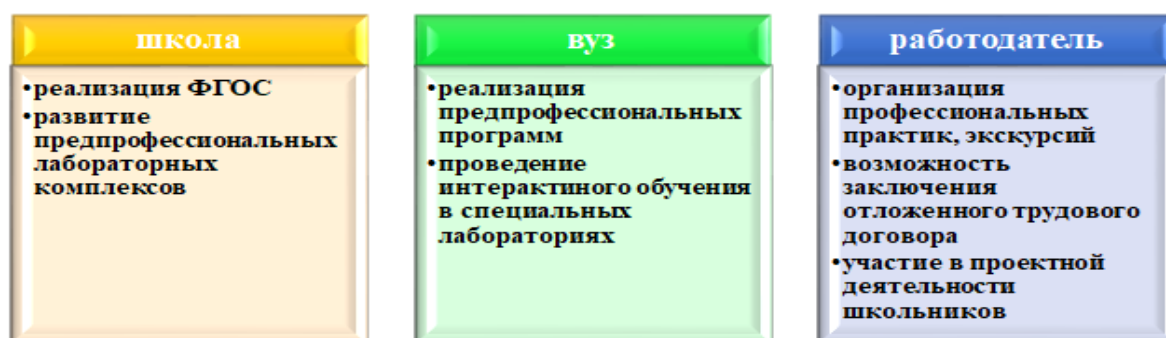 школа
•реализация ФГОС
•развитие
предпрофессиональных
лабораторных
комплексов
вуз
•реализация
предпрофессиональных
программ
•проведение
интерактиного обучения
в специальных
лабораториях
работодатель
•организация
профессиональных
практик, экскурсий
•возможность
заключения
отложенного трудового
договора
•участие в проектной
деятельности
школьников